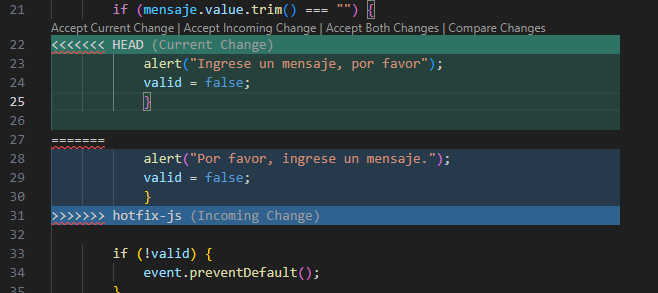 21 if (mensaje.value.trim() === "") {
Accept Current Change | Accept Incoming Change | Accept Both Changes | Compare Changes
22 <<<<<<< HEAD (Current Change)
23 alert("Ingrese un mensaje, por favor");
24 valid = false;
25 }
26
27 =======
28 alert("Por favor, ingrese un mensaje.");
29 valid = false;
30 }
31 >>>>>>> hotfix-js (Incoming Change)
32
33 if (!valid) {
34 event.preventDefault();
35 }